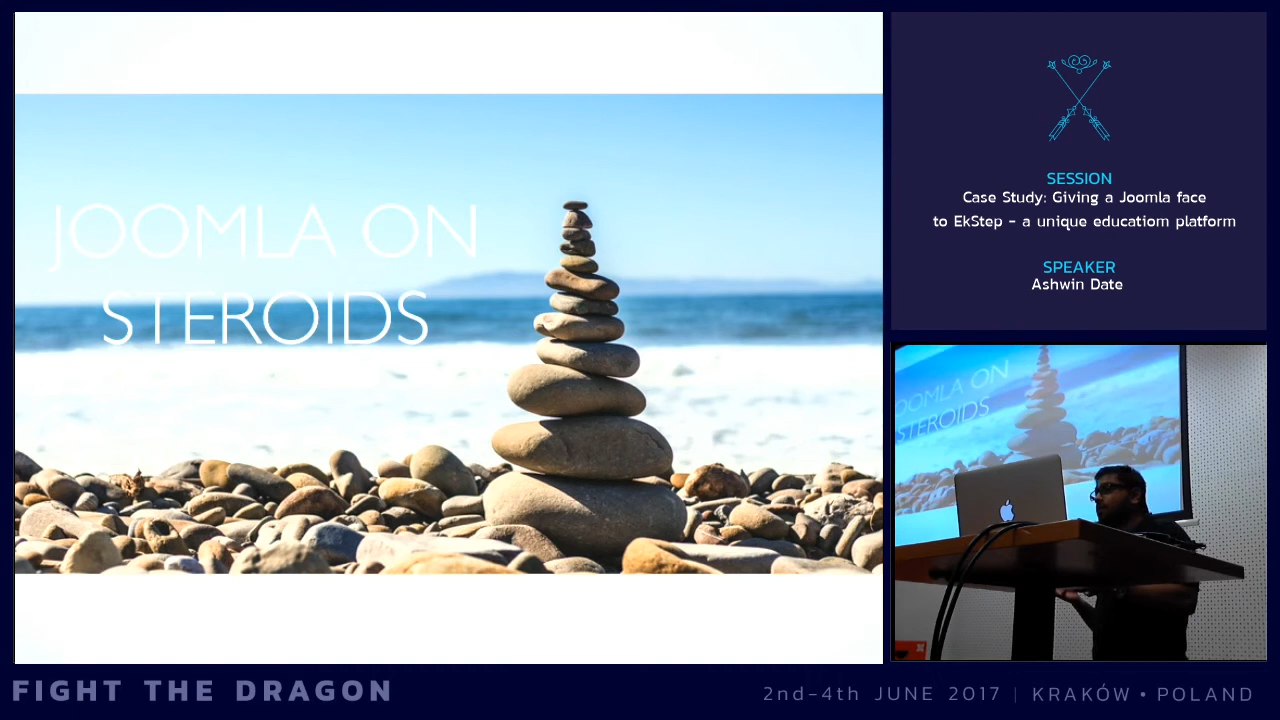 JOOMLA ON
STEROIDS
SESSION
Case Study: Giving a Joomla face
to EkStep - a unique educatiom platform
SPEAKER
Ashwin Date
JOOMLA ON
STEROIDS
FIGHT THE DRAGON
2nd-4th JUNE 2017 | KRAKÓW • POLAND